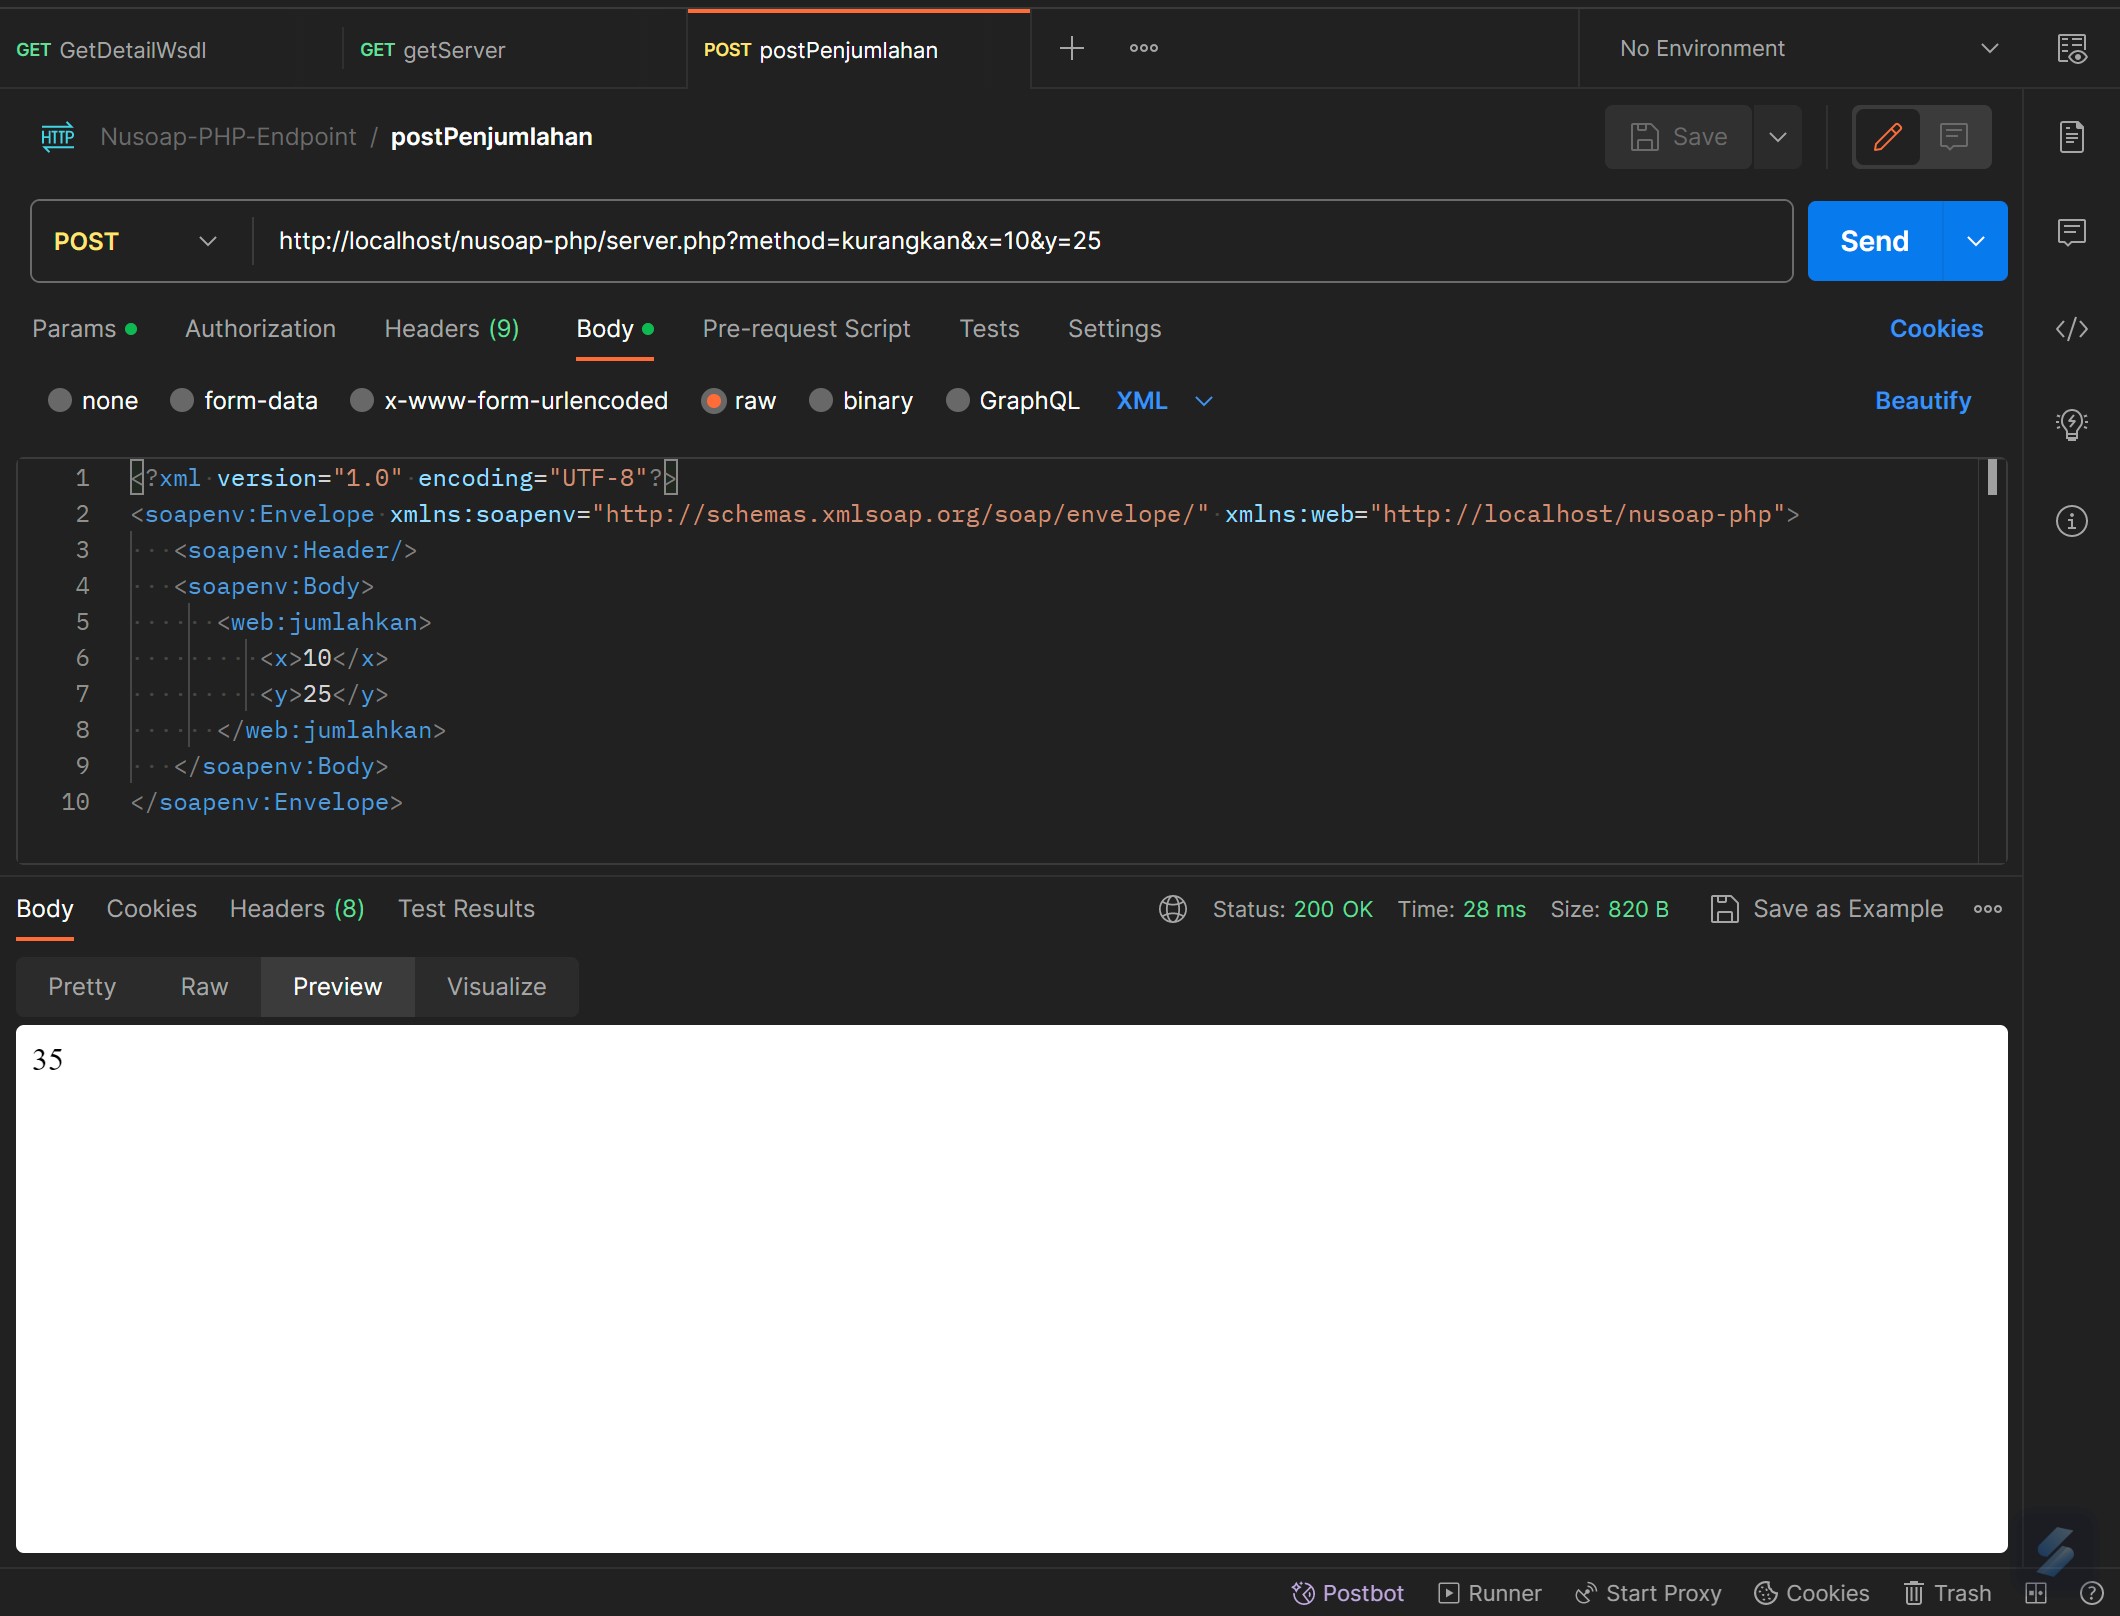 GET GetDetailWsdl GET getServer POST postPenjumlahan No Environment
HTTP Nusoap-PHP-Endpoint / postPenjumlahan Save
POST http://localhost/nusoap-php/server.php?method=kurangkan&x=10&y=25 Send
Params Authorization Headers (9) Body Pre-request Script Tests Settings Cookies
none form-data x-www-form-urlencoded raw binary GraphQL XML Beautify
1 <?xml version="1.0" encoding="UTF-8"?>
2 <soapenv:Envelope xmlns:soapenv="http://schemas.xmlsoap.org/soap/envelope/" xmlns:web="http://localhost/nusoap-php">
3 <soapenv:Header/>
4 <soapenv:Body>
5 <web:jumlahkan>
6 <x>10</x>
7 <y>25</y>
8 </web:jumlahkan>
9 </soapenv:Body>
10 </soapenv:Envelope>
Body Cookies Headers (8) Test Results Status: 200 OK Time: 28 ms Size: 820 B Save as Example
Pretty Raw Preview Visualize
35
Postbot Runner Start Proxy Cookies Trash